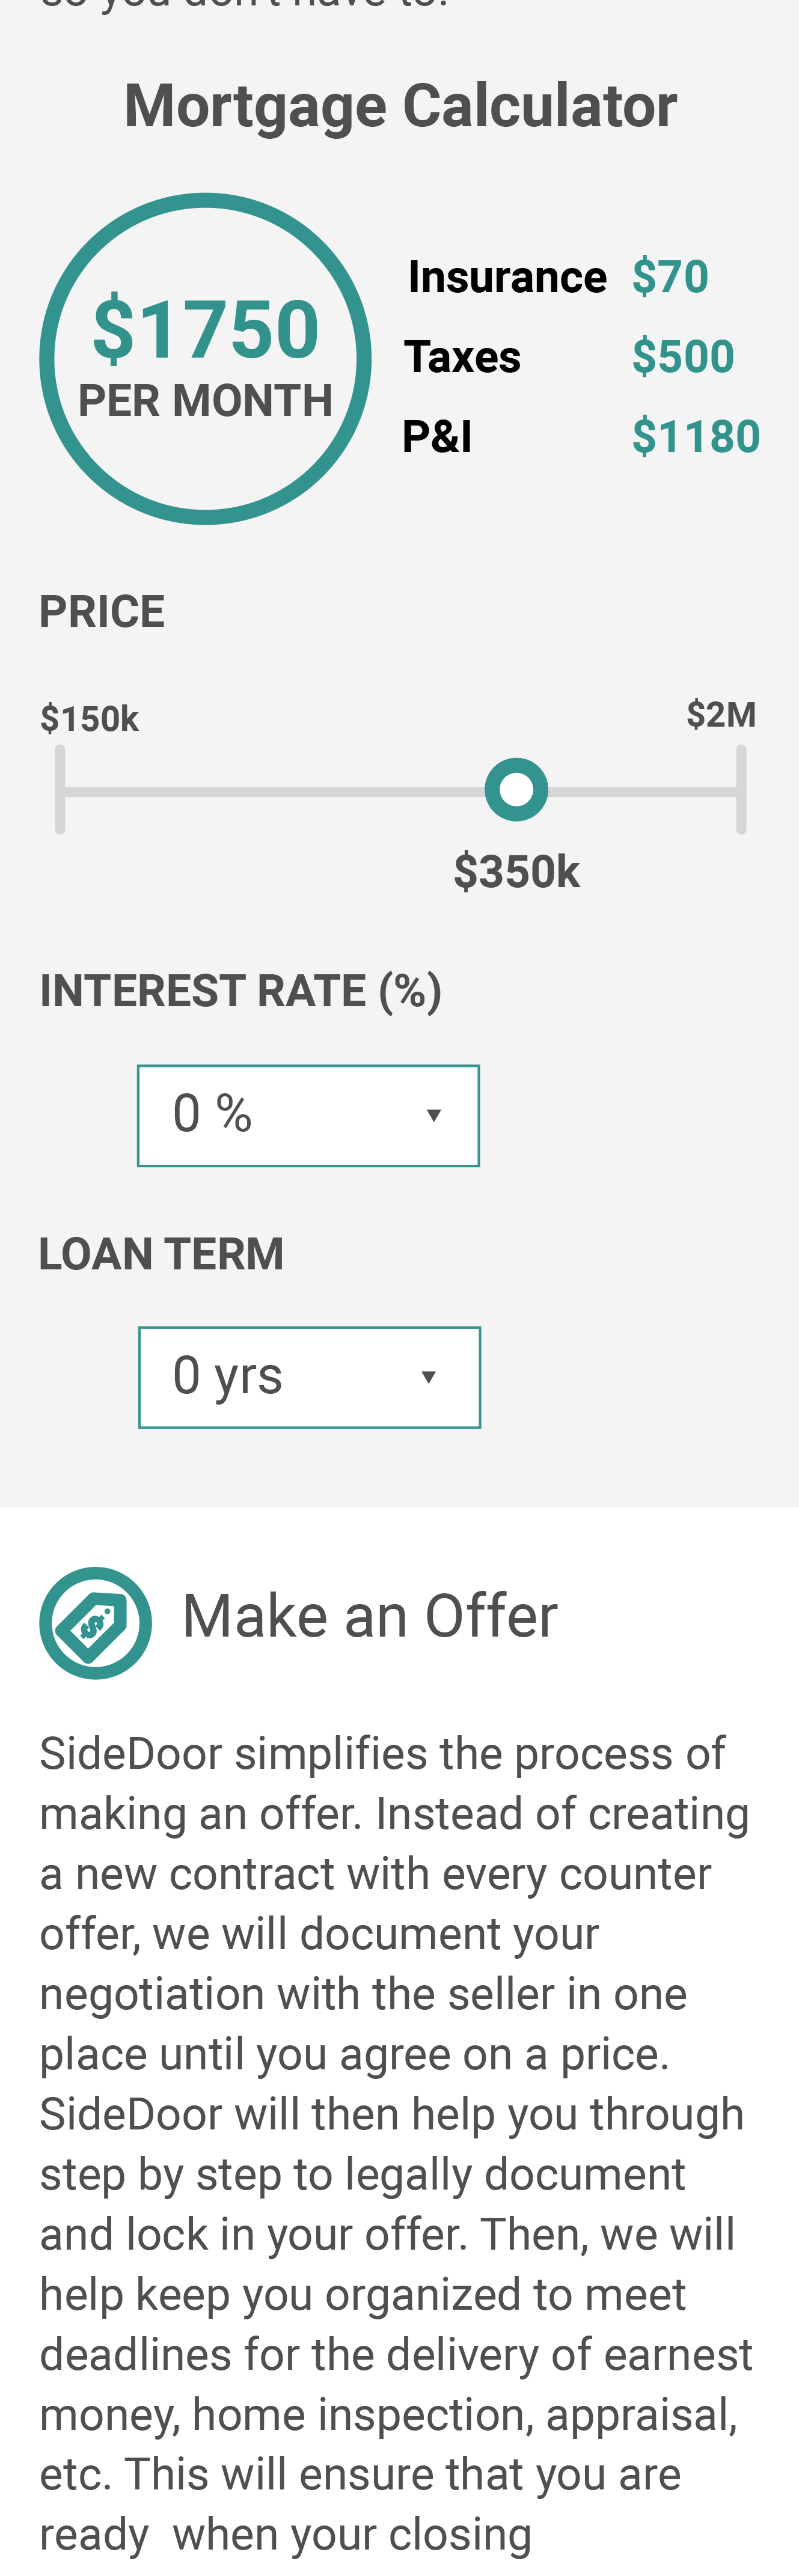 so you don't have to.
Mortgage Calculator
$1750
PER MONTH
Insurance $70
Taxes $500
P&I $1180
PRICE
$150k $2M
$350k
INTEREST RATE (%)
0 %
LOAN TERM
0 yrs
$
Make an Offer
SideDoor simplifies the process of
making an offer. Instead of creating
a new contract with every counter
offer, we will document your
negotiation with the seller in one
place until you agree on a price.
SideDoor will then help you through
step by step to legally document
and lock in your offer. Then, we will
help keep you organized to meet
deadlines for the delivery of earnest
money, home inspection, appraisal,
etc. This will ensure that you are
ready  when your closing